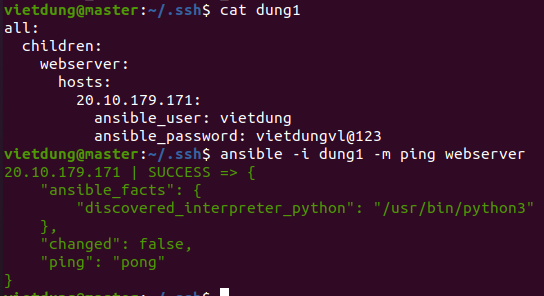 vietdung@master:~/.ssh$ cat dung1
all:
  children:
    webserver:
      hosts:
        20.10.179.171:
          ansible_user: vietdung
          ansible_password: vietdungvl@123
vietdung@master:~/.ssh$ ansible -i dung1 -m ping webserver
20.10.179.171 | SUCCESS => {
    "ansible_facts": {
        "discovered_interpreter_python": "/usr/bin/python3"
    },
    "changed": false,
    "ping": "pong"
}
vietdung@master:~/.ssh$